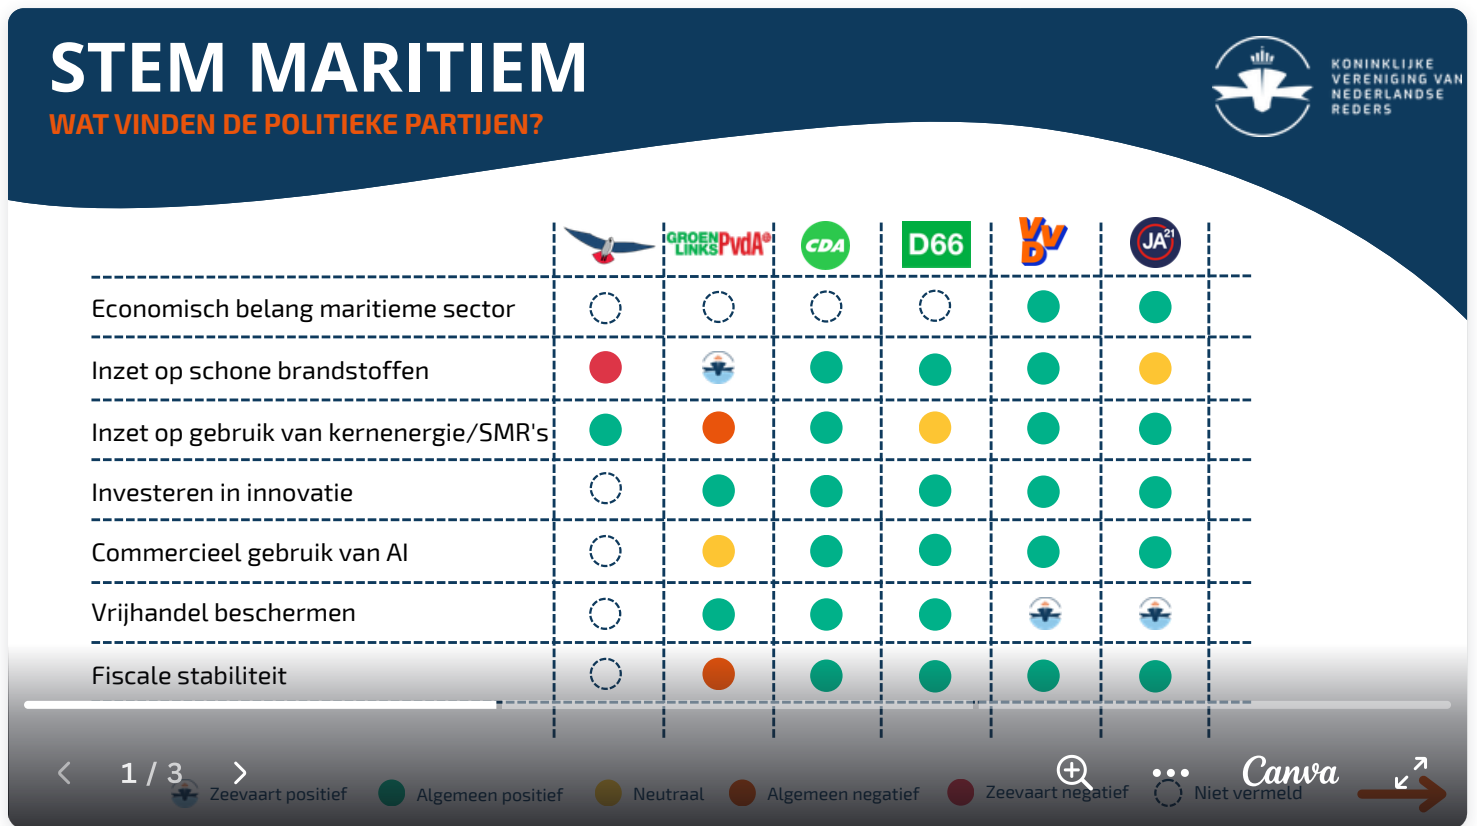 STEM MARITIEM
WAT VINDEN DE POLITIEKE PARTIJEN?
KONINKLIJKE
VERENIGING VAN
NEDERLANDSE
REDERS
GROEN
LINKS PvdA
CDA
D66
VVD
JA21
Economisch belang maritieme sector
Inzet op schone brandstoffen
Inzet op gebruik van kernenergie/SMR's
Investeren in innovatie
Commercieel gebruik van AI
Vrijhandel beschermen
Fiscale stabiliteit
1 / 3
Canva
Zeevaart positief
Algemeen positief
Neutraal
Algemeen negatief
Zeevaart negatief
Niet vermeld